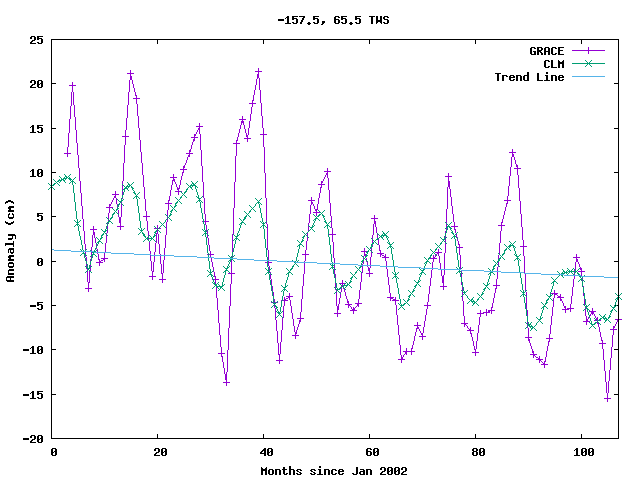 -157.5, 65.5 TWS
GRACE
CLM
Trend Line
25
20
15
10
5
0
-5
-10
-15
-20
Anomaly (cm)
0 20 40 60 80 100
Months since Jan 2002